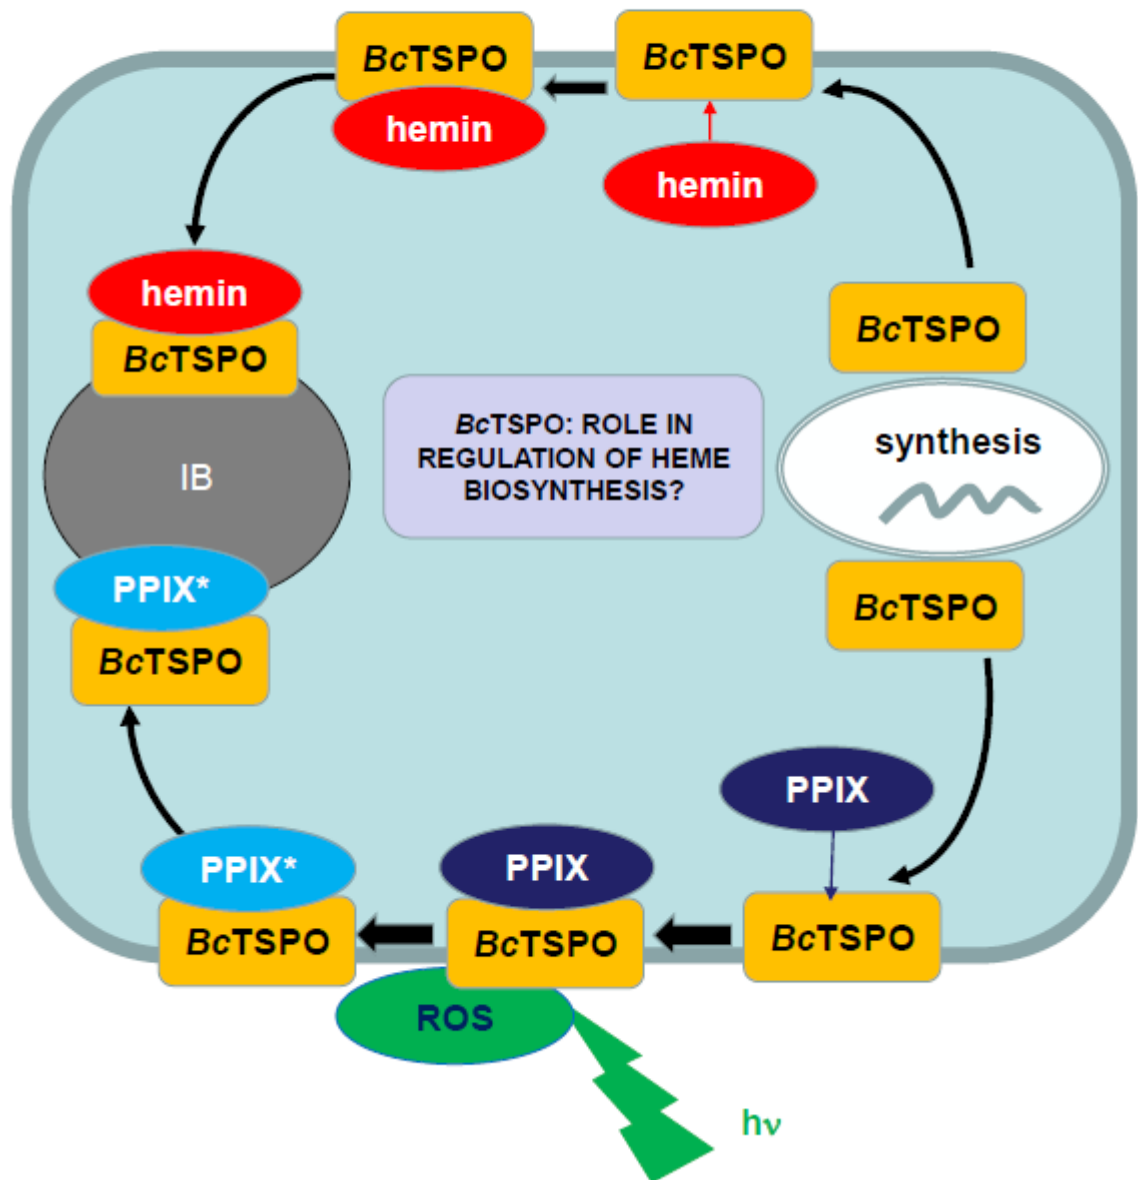 BcTSPO
BcTSPO
hemin
hemin
hemin
BcTSPO
BcTSPO
BcTSPO: ROLE IN
REGULATION OF HEME
BIOSYNTHESIS?
synthesis
IB
PPIX*
BcTSPO
BcTSPO
PPIX
PPIX*
PPIX
BcTSPO
BcTSPO
BcTSPO
ROS
hν